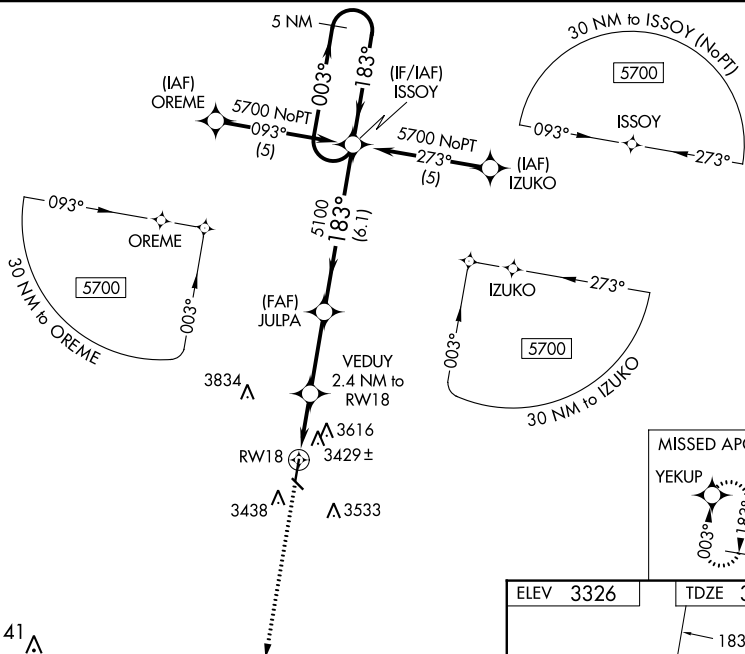 5 NM
003°
183°
(IF/IAF)
ISSOY
(IAF)
OREME
5700 NoPT
093°
(5)
5700 NoPT
273°
(5)
(IAF)
IZUKO
30 NM to ISSOY (NoPT)
5700
ISSOY
093°
273°
093°
OREME
5700
003°
30 NM to OREME
5100
183°
(6.1)
IZUKO
273°
003°
5700
30 NM to IZUKO
(FAF)
JULPA
VEDUY
2.4 NM to
RW18
3834
3616
3429±
RW18
3438
3533
MISSED APC
YEKUP
003°
183°
ELEV 3326
TDZE 3
183
41